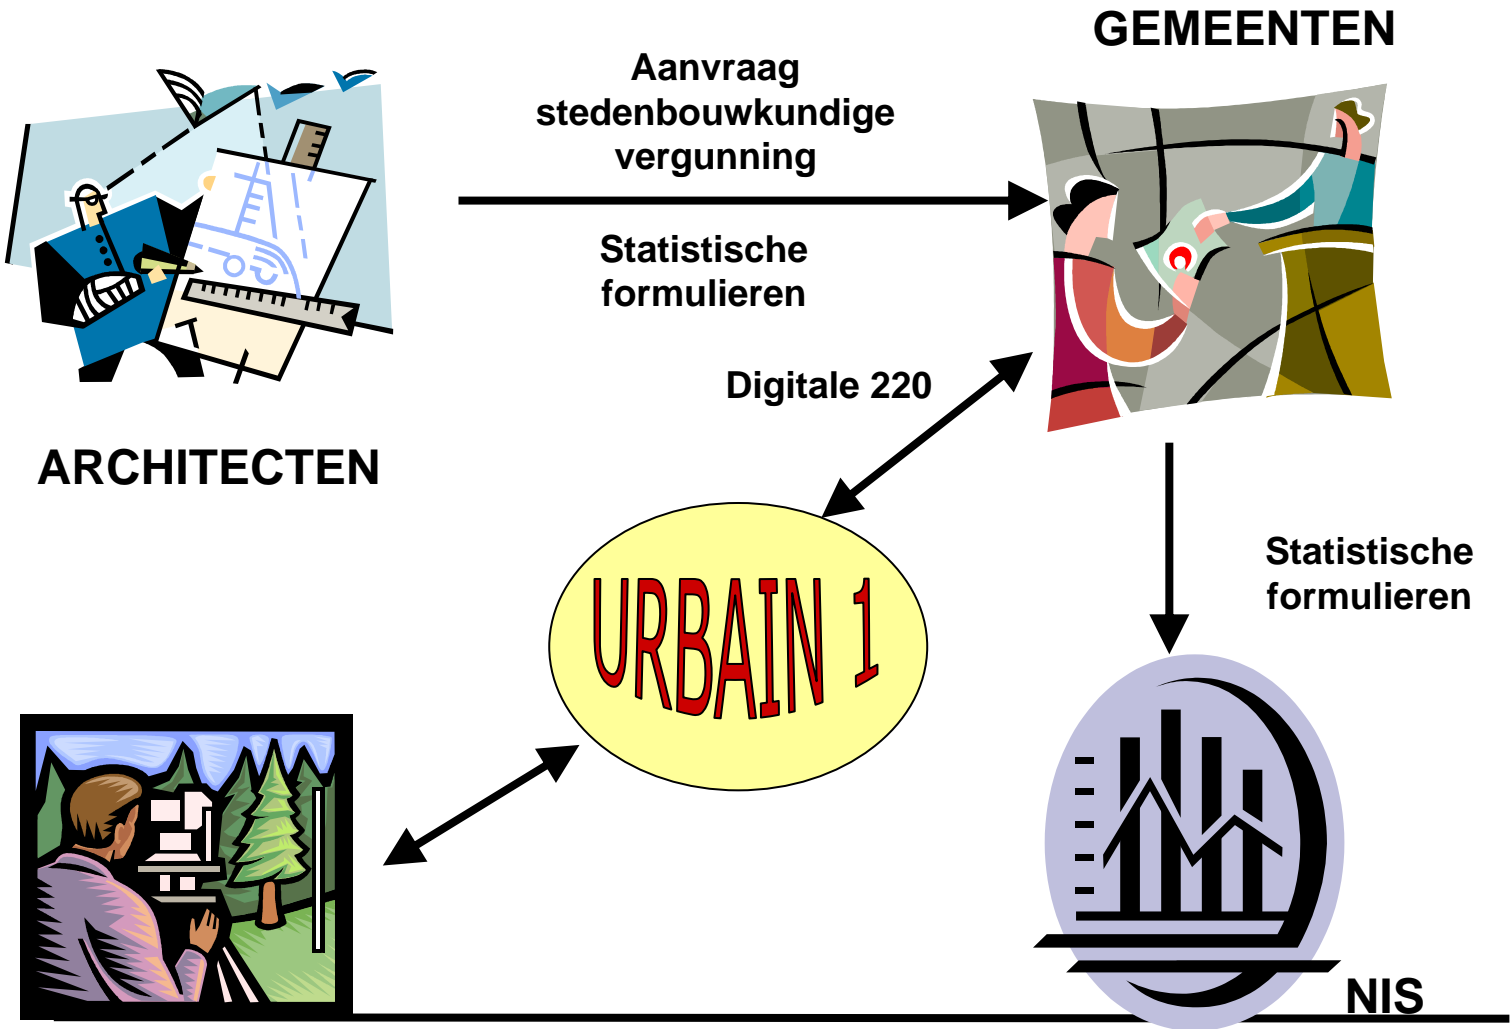 GEMEENTEN
Aanvraag
stedenbouwkundige
vergunning
Statistische
formulieren
Digitale 220
ARCHITECTEN
URBAIN 1
Statistische
formulieren
NIS